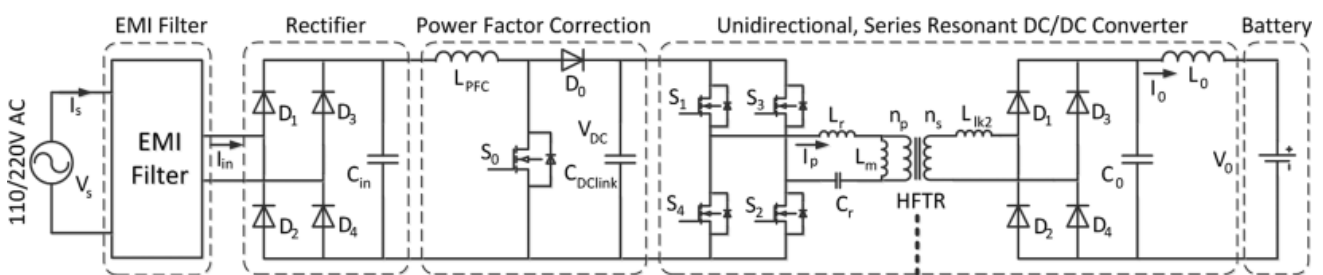 EMI Filter Rectifier Power Factor Correction Unidirectional, Series Resonant DC/DC Converter Battery
110/220V AC
Is
Vs
EMI
Filter
Iin
D1
D3
D2
D4
Cin
LPFC
D0
S0
VDC
CDClink
S1
S3
S4
S2
Lr
Ip
Lm
Cr
np
ns
HFTR
Llk2
D1
D3
D2
D4
C0
I0
L0
V0
+
-